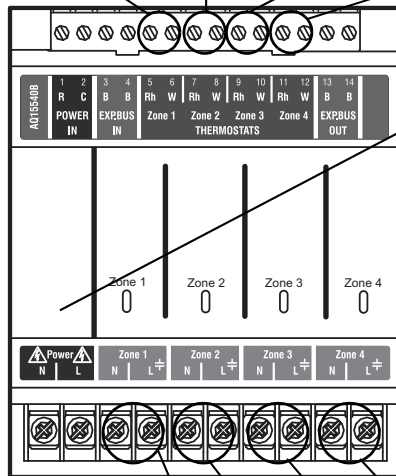 AQ15540B
1 2 3 4 5 6 7 8 9 10 11 12 13 14
R C B B Rh W Rh W Rh W Rh W B B
POWER IN EXP.BUS IN Zone 1 Zone 2 Zone 3 Zone 4 EXP.BUS OUT
THERMOSTATS
Zone 1 Zone 2 Zone 3 Zone 4
Power Zone 1 Zone 2 Zone 3 Zone 4
N L N L N L N L N L